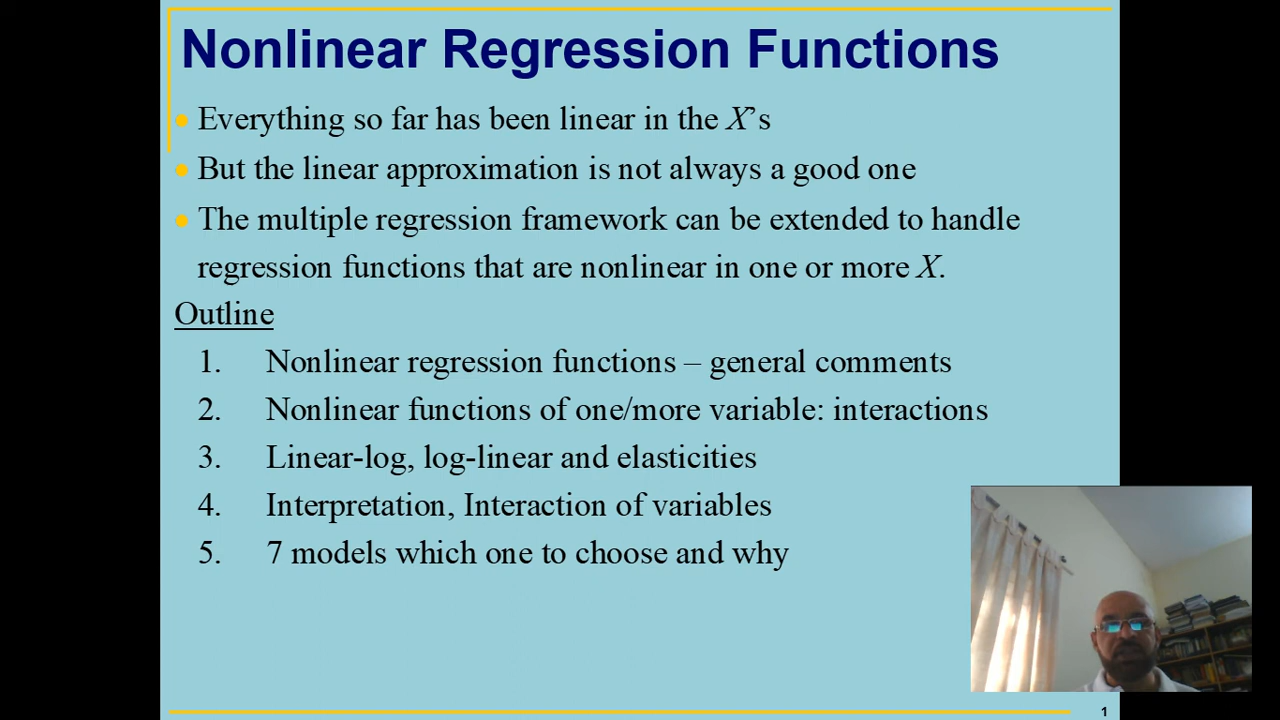 Nonlinear Regression Functions
• Everything so far has been linear in the X's
• But the linear approximation is not always a good one
• The multiple regression framework can be extended to handle
regression functions that are nonlinear in one or more X.
Outline
1. Nonlinear regression functions – general comments
2. Nonlinear functions of one/more variable: interactions
3. Linear-log, log-linear and elasticities
4. Interpretation, Interaction of variables
5. 7 models which one to choose and why
1